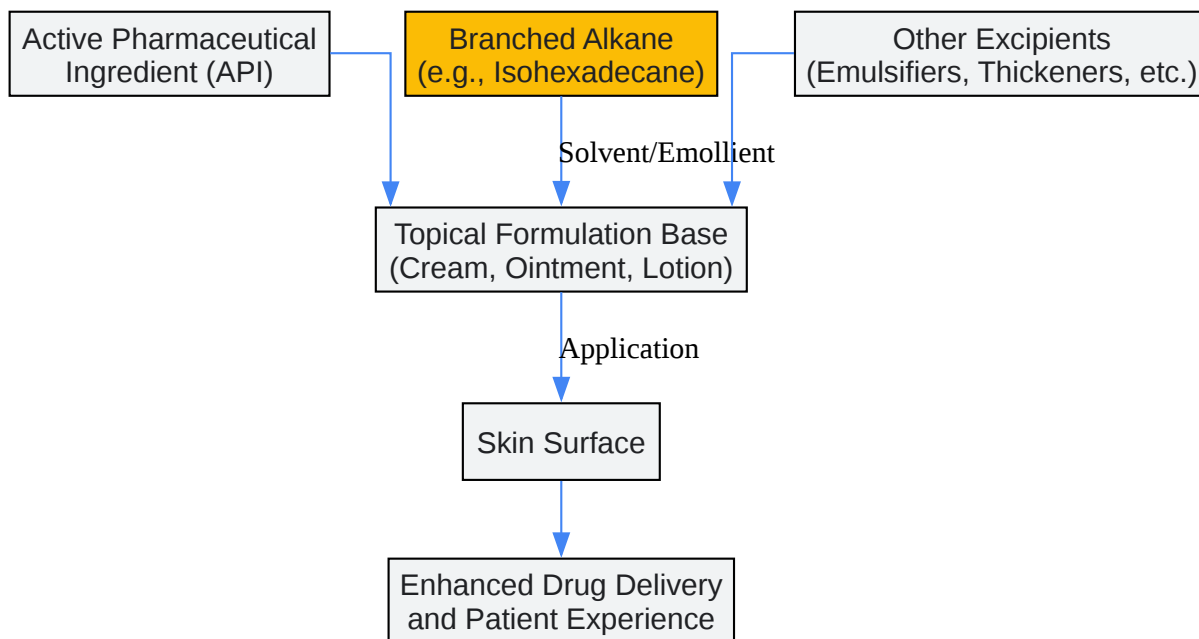 Active Pharmaceutical
Ingredient (API)
Branched Alkane
(e.g., Isohexadecane)
Other Excipients
(Emulsifiers, Thickeners, etc.)
Solvent/Emollient
Topical Formulation Base
(Cream, Ointment, Lotion)
Application
Skin Surface
Enhanced Drug Delivery
and Patient Experience